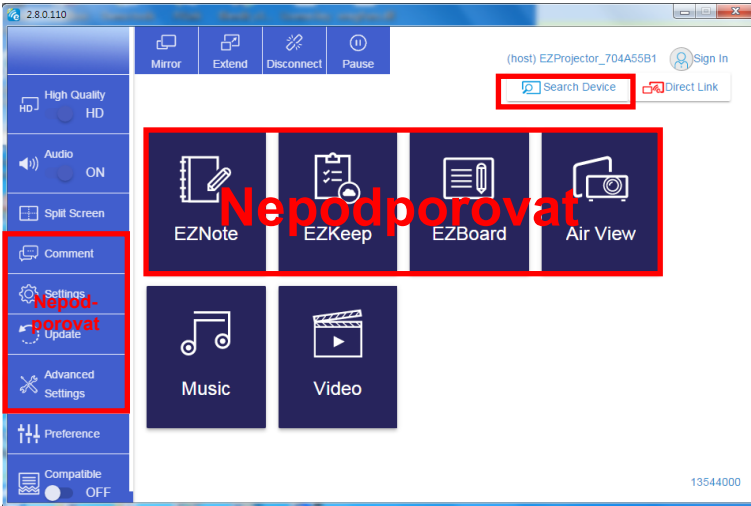 2.8.0.110
Mirror Extend Disconnect Pause
(host) EZProjector_704A55B1 Sign In
Search Device Direct Link
High Quality
HD HD
Audio
ON
Split Screen
Comment
Settings
Update
Advanced
Settings
Nepod-
porovat
Preference
Compatible
OFF
EZNote EZKeep EZBoard Air View
Nepodporovat
Music Video
13544000